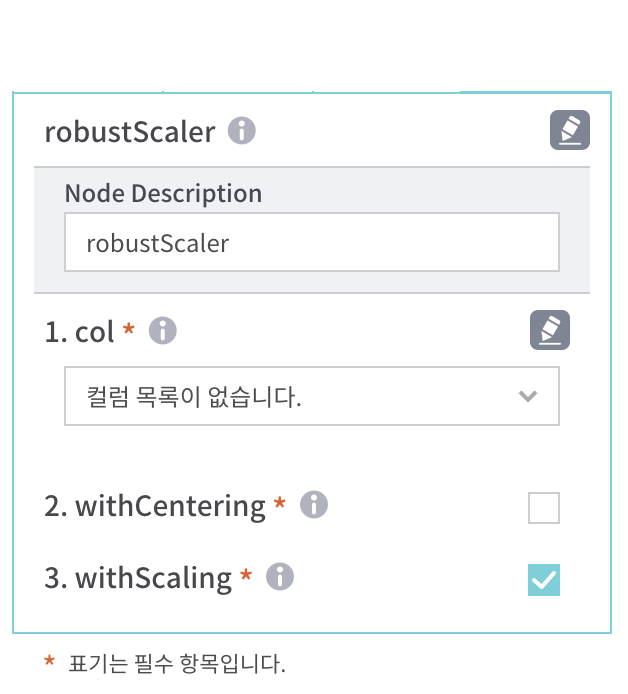 robustScaler
Node Description
robustScaler
1. col *
컬럼 목록이 없습니다.
2. withCentering *
3. withScaling *
* 표기는 필수 항목입니다.